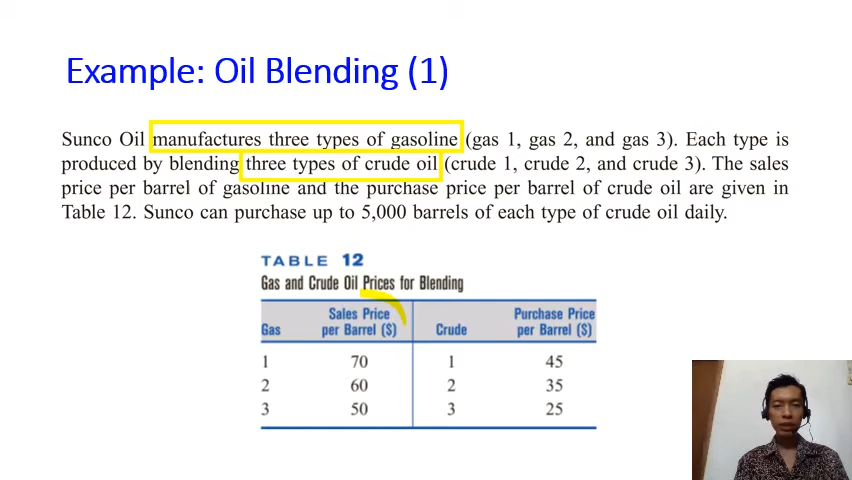 Example: Oil Blending (1)
Sunco Oil manufactures three types of gasoline (gas 1, gas 2, and gas 3). Each type is
produced by blending three types of crude oil (crude 1, crude 2, and crude 3). The sales
price per barrel of gasoline and the purchase price per barrel of crude oil are given in
Table 12. Sunco can purchase up to 5,000 barrels of each type of crude oil daily.
TABLE 12
Gas and Crude Oil Prices for Blending
Sales Price Purchase Price
Gas per Barrel ($) Crude per Barrel ($)
1 70 1 45
2 60 2 35
3 50 3 25